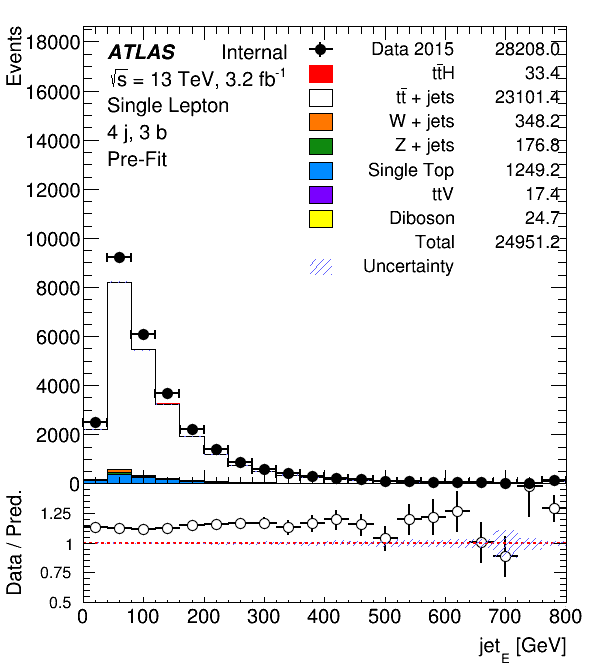 Events
18000
16000
14000
12000
10000
8000
6000
4000
2000
0
ATLAS Internal
√s = 13 TeV, 3.2 fb⁻¹
Single Lepton
4 j, 3 b
Pre-Fit
Data 2015 28208.0
tt̄H 33.4
tt̄ + jets 23101.4
W + jets 348.2
Z + jets 176.8
Single Top 1249.2
ttV 17.4
Diboson 24.7
Total 24951.2
Uncertainty
Data / Pred.
1.25
1
0.75
0.5
0 100 200 300 400 500 600 700 800
jet_E [GeV]